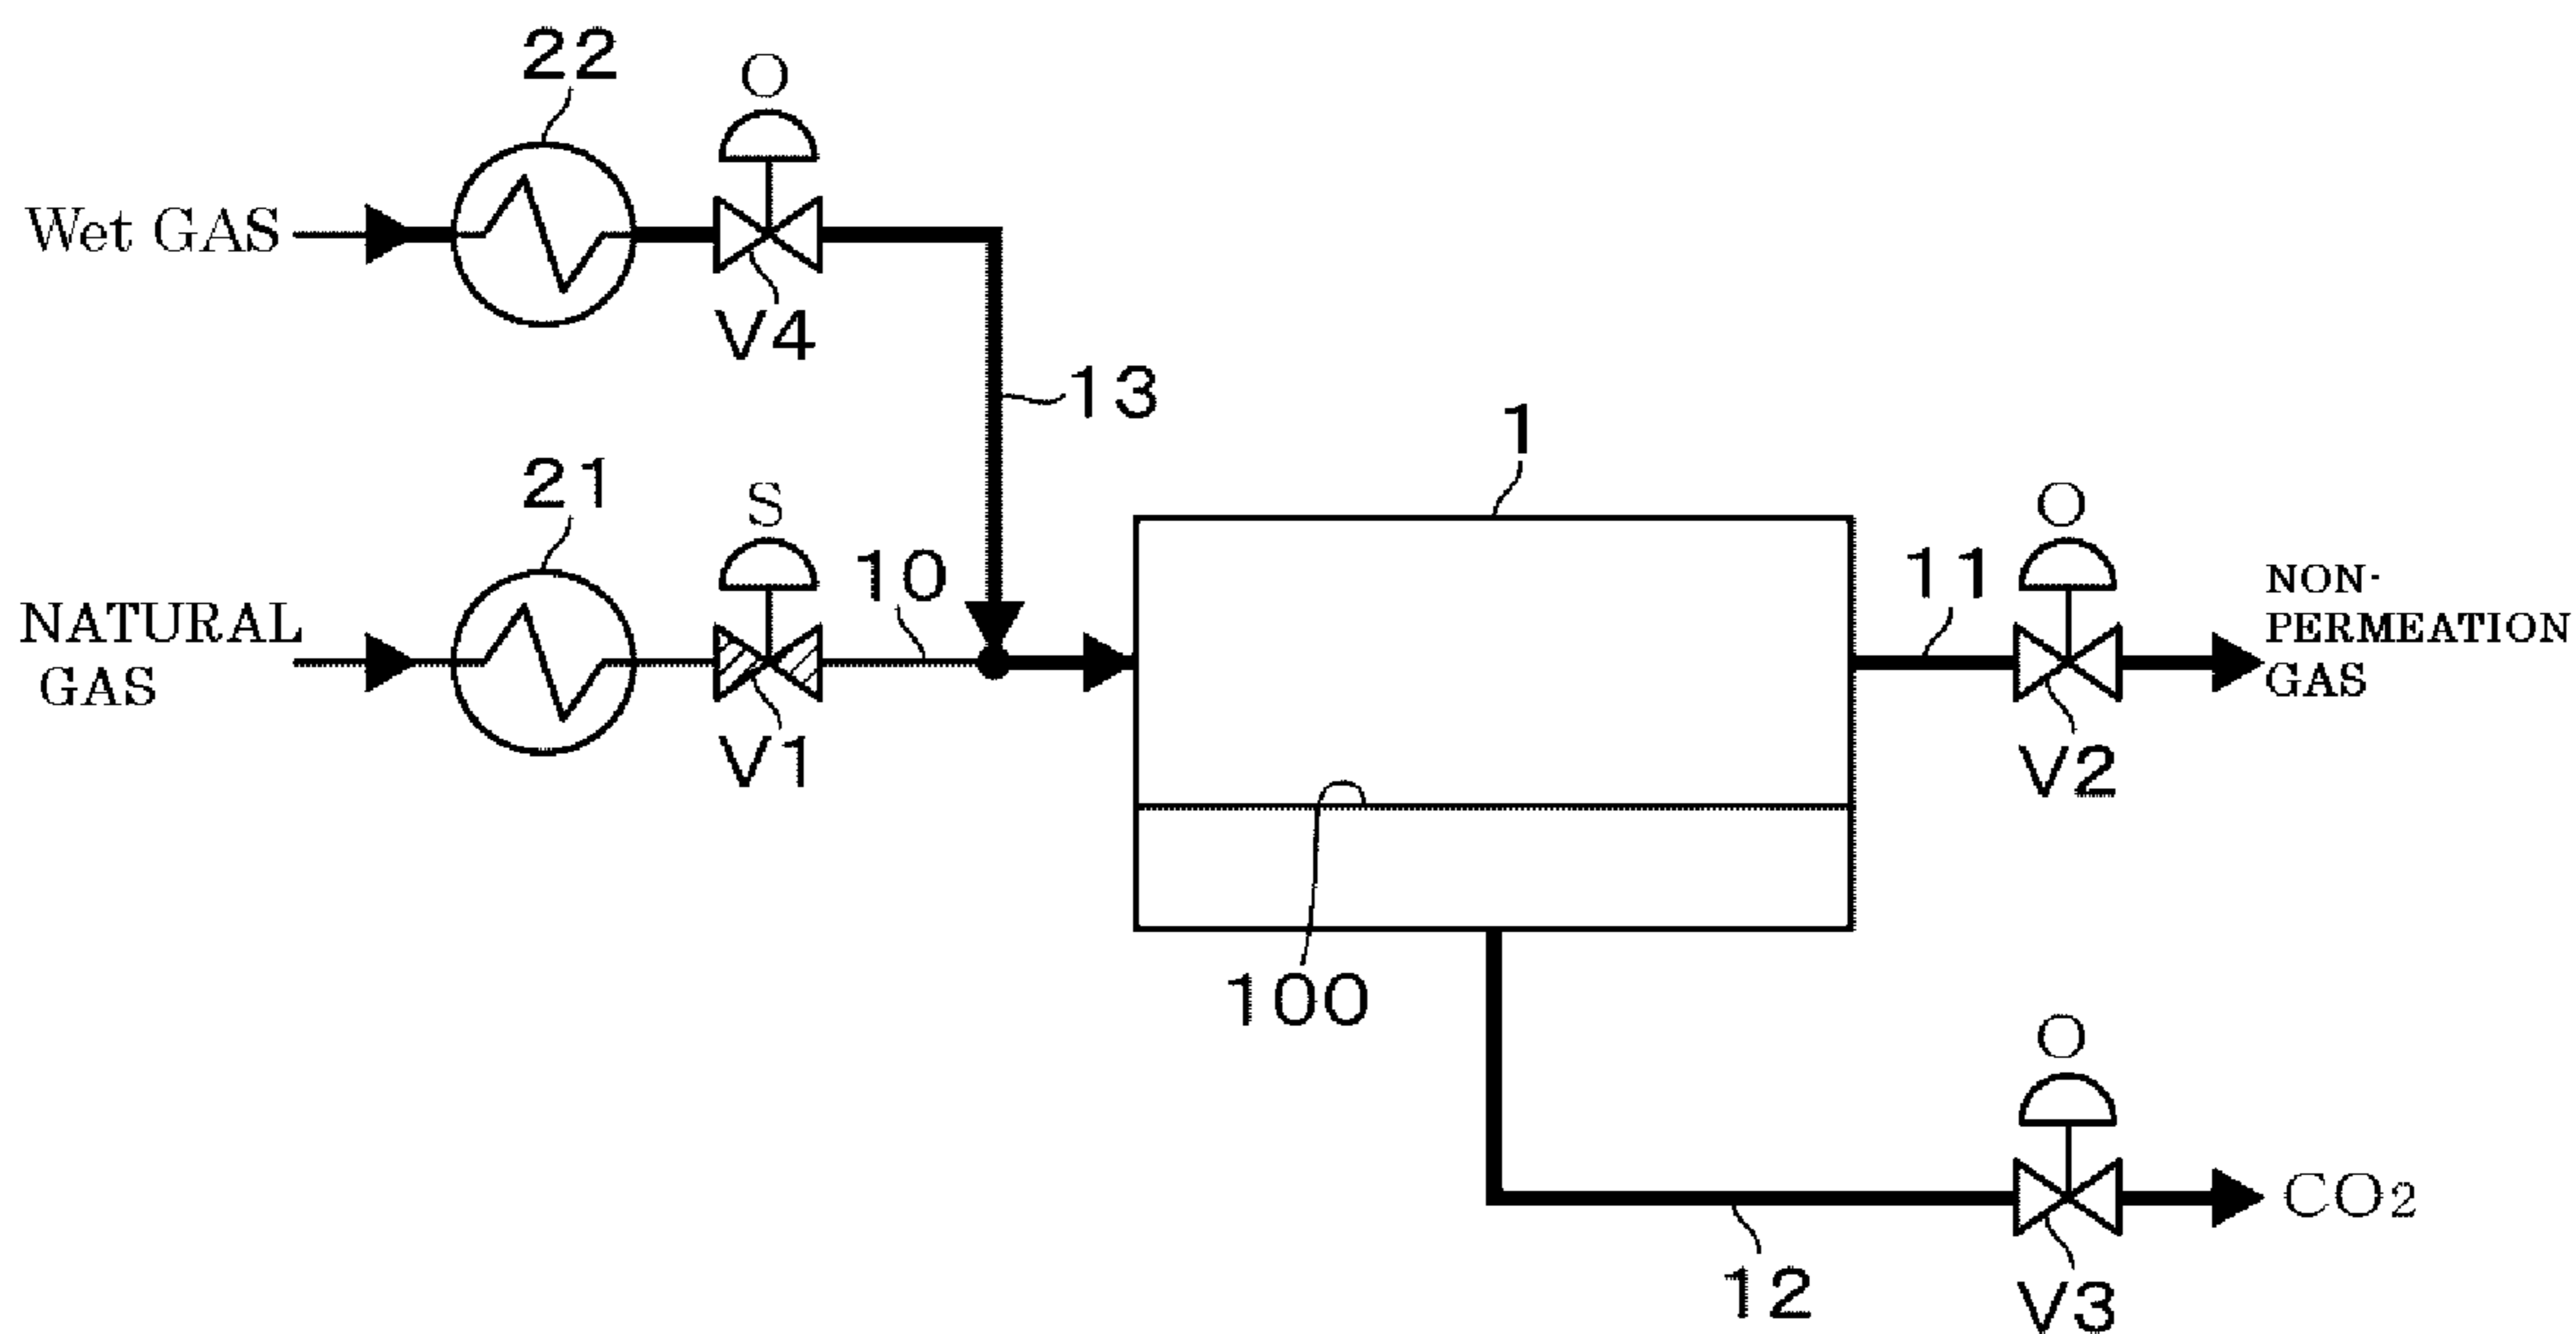 22
O
Wet GAS
V4
13
1
21
S
10
O
11
NATURAL
GAS
NON-
PERMEATION
GAS
V1
V2
100
O
CO2
12
V3